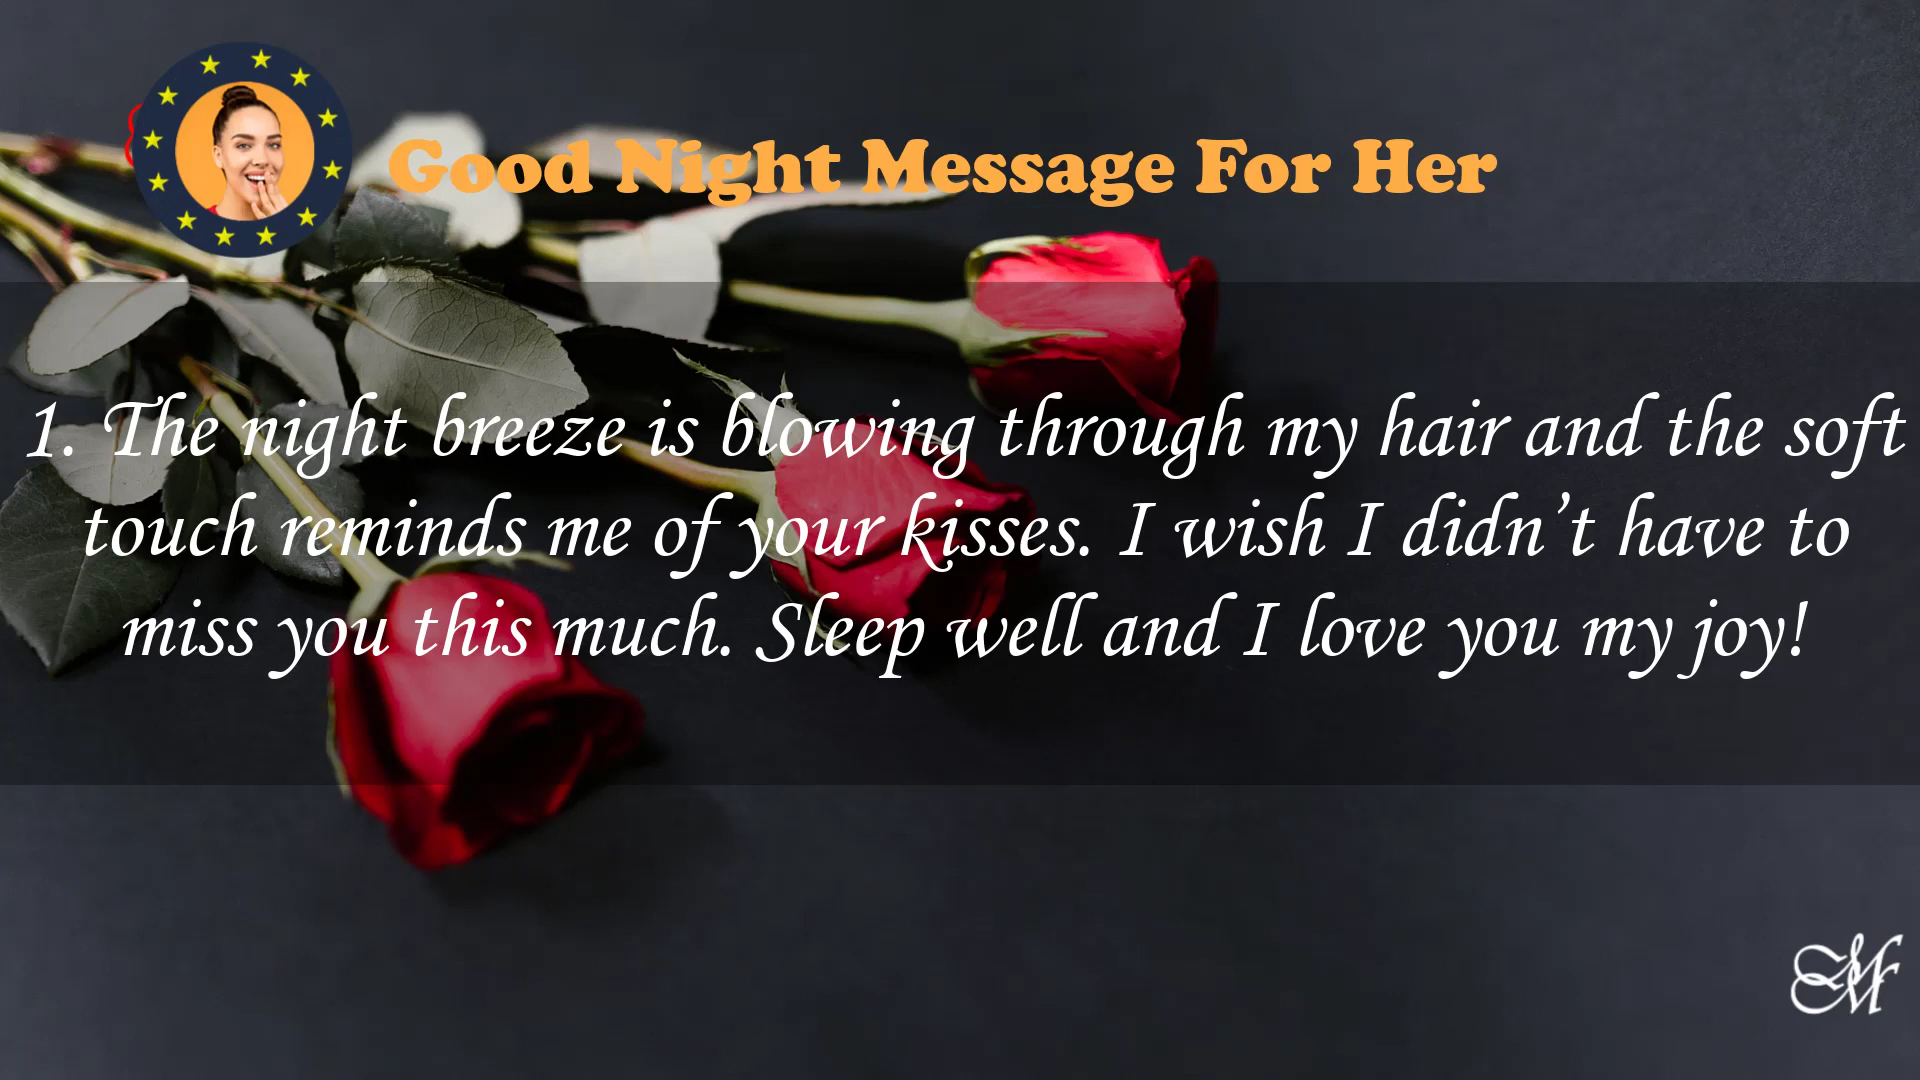 Good Night Message For Her
1. The night breeze is blowing through my hair and the soft
touch reminds me of your kisses. I wish I didn’t have to
miss you this much. Sleep well and I love you my joy!